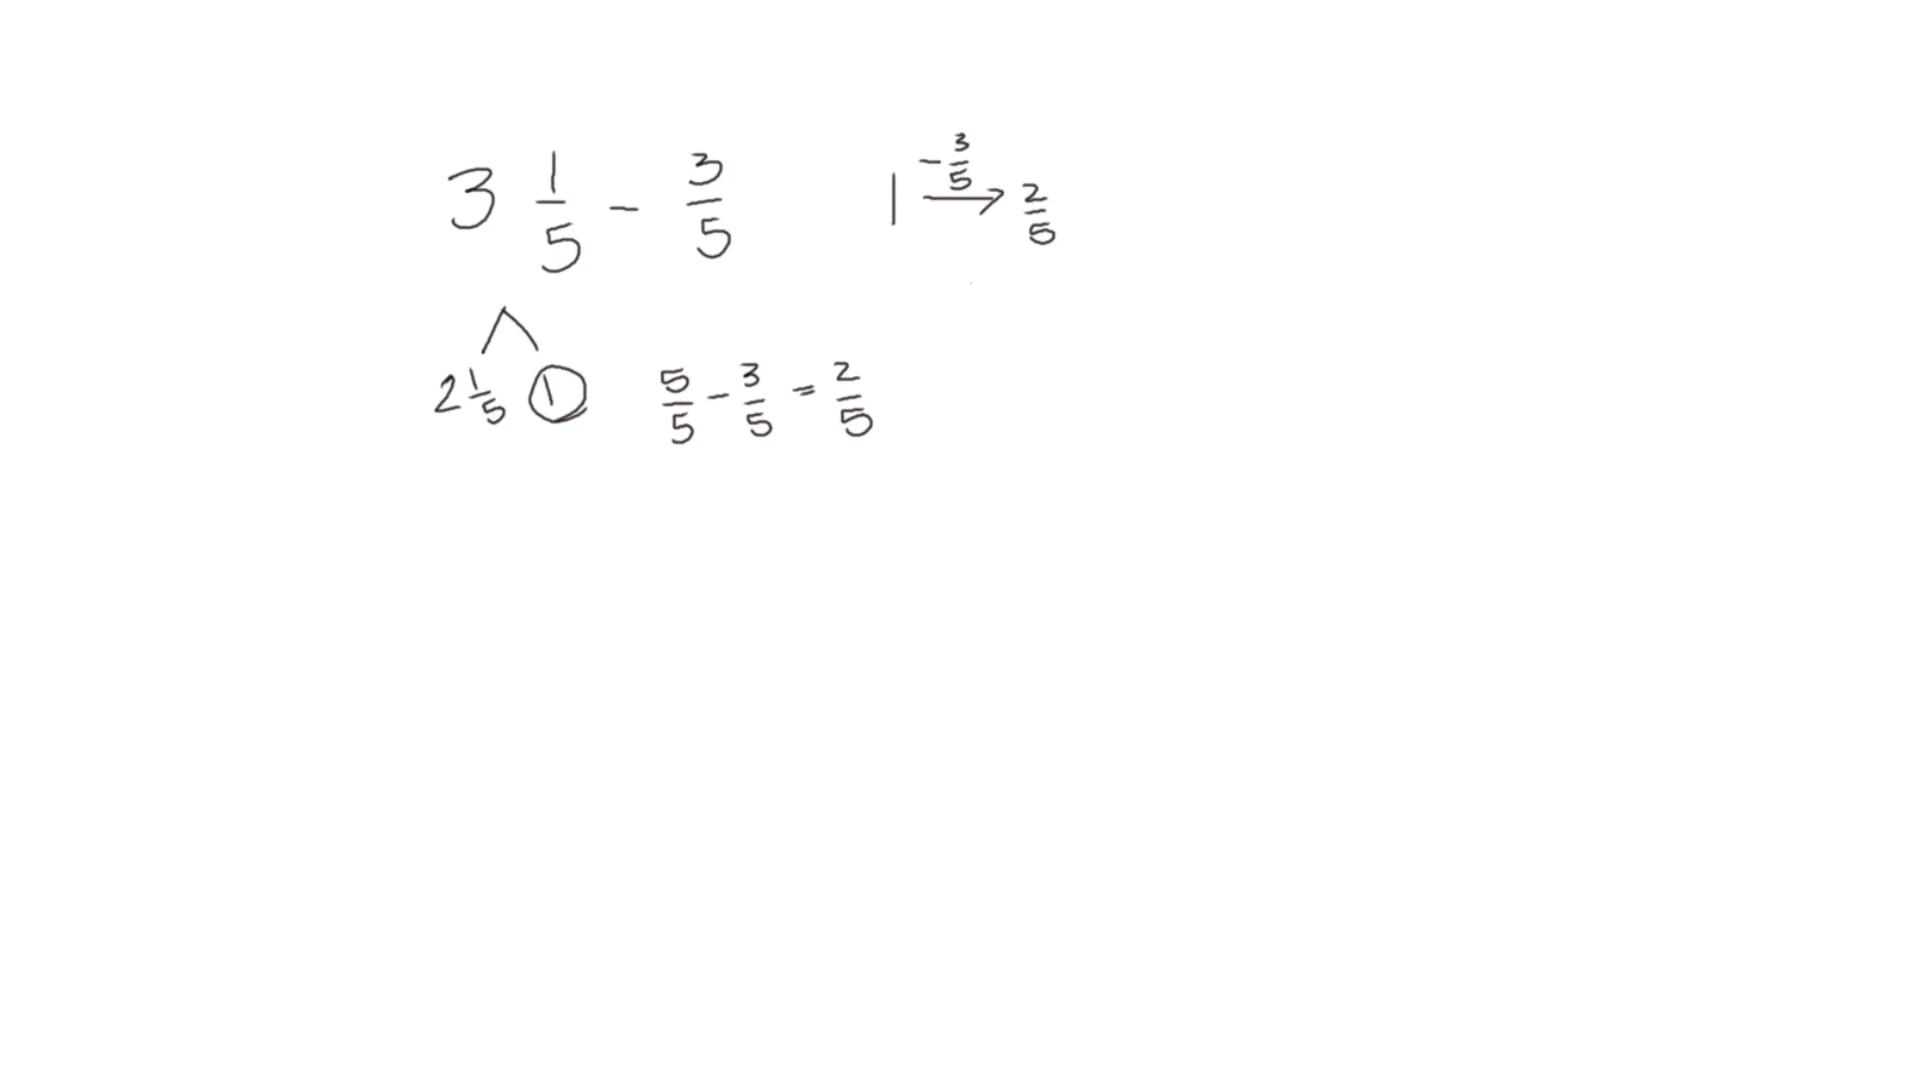 3 1/5 - 3/5    1 -3/5→ 2/5
2 1/5  1    5/5 - 3/5 = 2/5